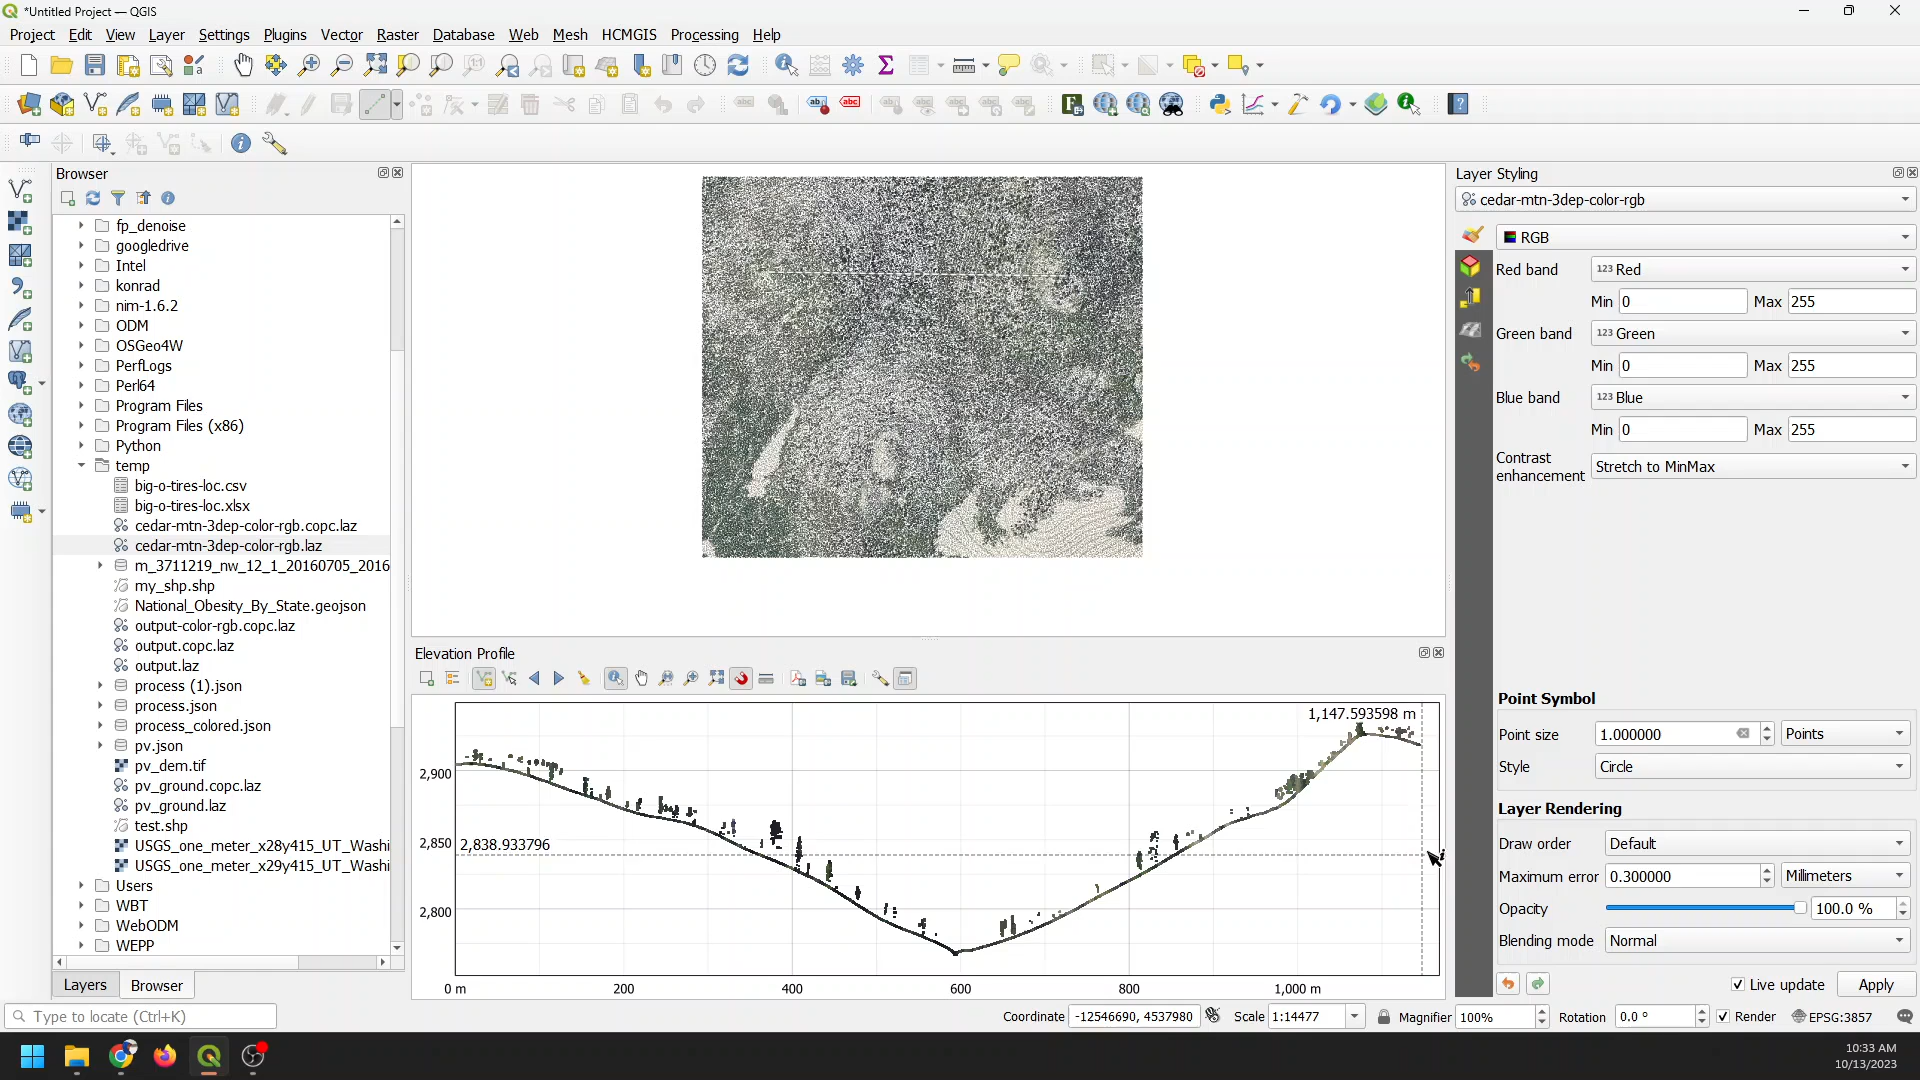 *Untitled Project — QGIS
Project Edit View Layer Settings Plugins Vector Raster Database Web Mesh HCMGIS Processing Help
Browser
fp_denoise
googledrive
Intel
konrad
nim-1.6.2
ODM
OSGeo4W
PerfLogs
Perl64
Program Files
Program Files (x86)
Python
temp
big-o-tires-loc.csv
big-o-tires-loc.xlsx
cedar-mtn-3dep-color-rgb.copc.laz
cedar-mtn-3dep-color-rgb.laz
m_3711219_nw_12_1_20160705_2016
my_shp.shp
National_Obesity_By_State.geojson
output-color-rgb.copc.laz
output.copc.laz
output.laz
process (1).json
process.json
process_colored.json
pv.json
pv_dem.tif
pv_ground.copc.laz
pv_ground.laz
test.shp
USGS_one_meter_x28y415_UT_Washi
USGS_one_meter_x29y415_UT_Washi
Users
WBT
WebODM
WEPP
Layers Browser
Elevation Profile
1,147.593598 m
2,900
2,850
2,838.933796
2,800
0 m 200 400 600 800 1,000 m
Layer Styling
cedar-mtn-3dep-color-rgb
RGB
Red band 123 Red
Min 0 Max 255
Green band 123 Green
Min 0 Max 255
Blue band 123 Blue
Min 0 Max 255
Contrast enhancement Stretch to MinMax
Point Symbol
Point size 1.000000 Points
Style Circle
Layer Rendering
Draw order Default
Maximum error 0.300000 Millimeters
Opacity 100.0 %
Blending mode Normal
Live update Apply
Type to locate (Ctrl+K) Coordinate -12546690, 4537980 Scale 1:14477 Magnifier 100% Rotation 0.0 ° Render EPSG:3857
10:33 AM
10/13/2023